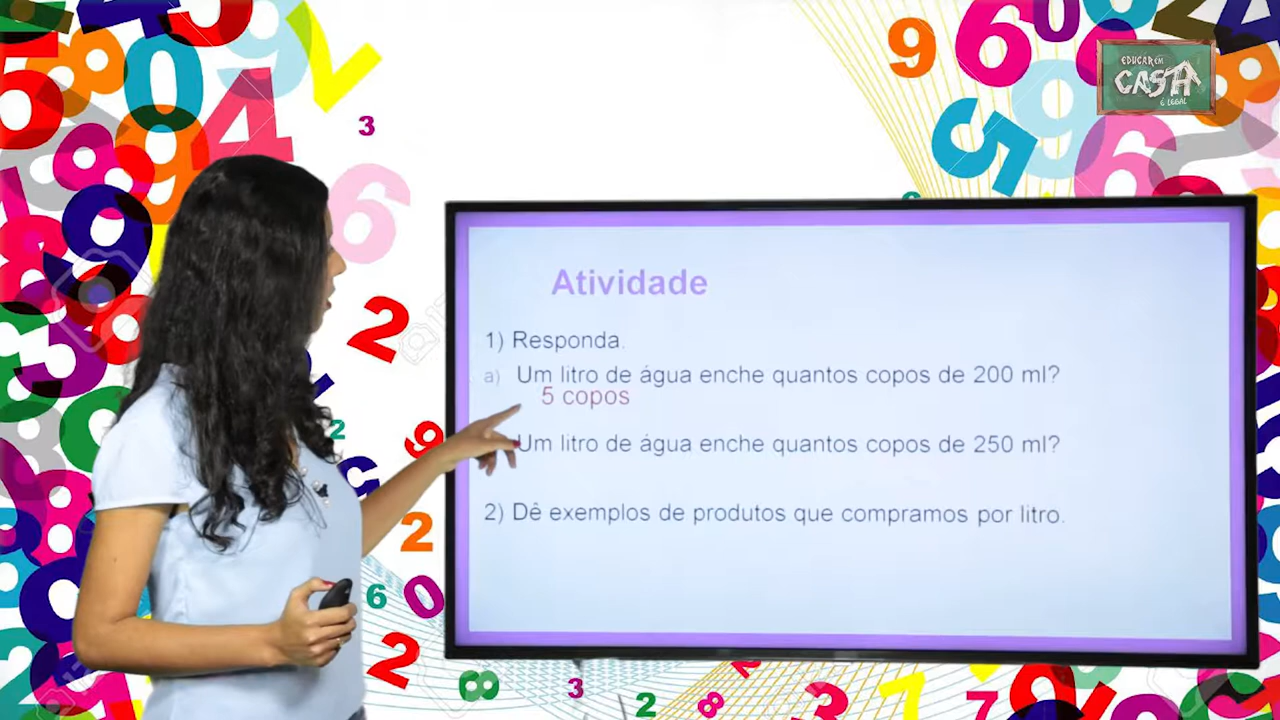 EDUCAR EM
CASA
É LEGAL
Atividade
1) Responda.
a) Um litro de água enche quantos copos de 200 ml?
5 copos
Um litro de água enche quantos copos de 250 ml?
2) Dê exemplos de produtos que compramos por litro.